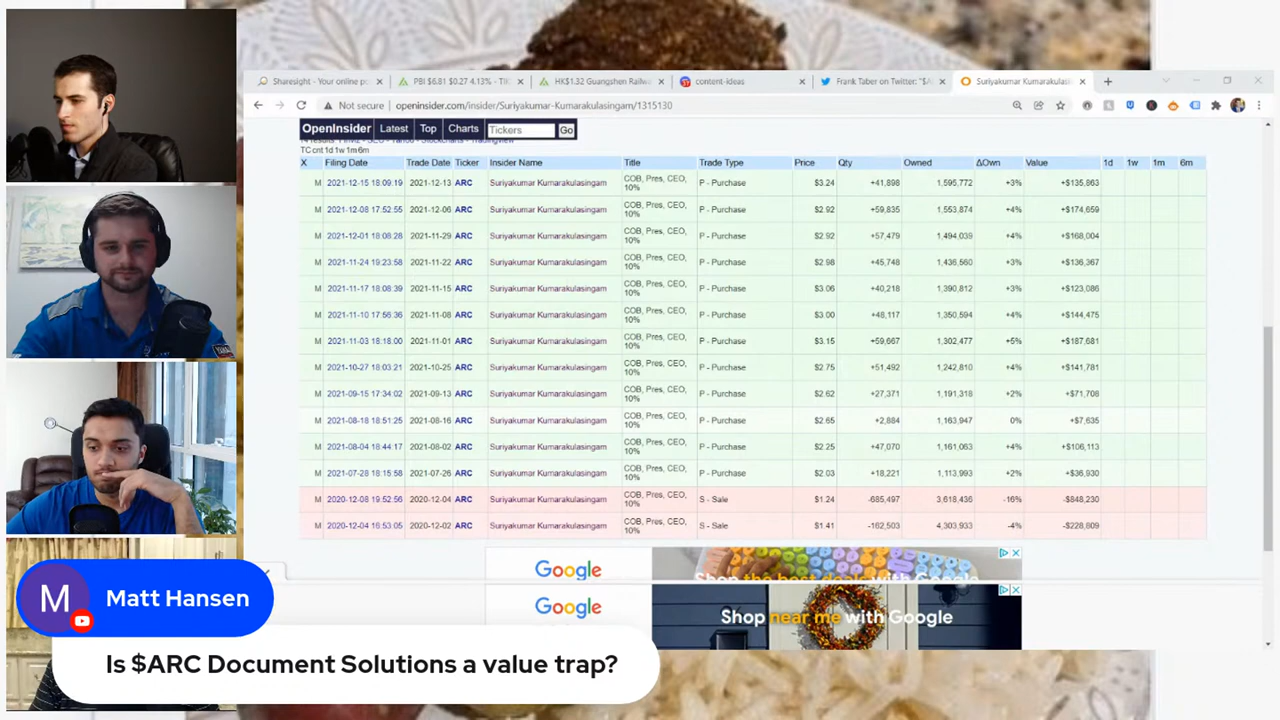 Sharesight - Your online p
PBI $6.81 $0.27 4.13% - TI
HK$1.32 Guangshen Railwa
content-ideas
Frank Taber on Twitter: "$A
Suriyakumar Kumarakulasi
Not secure | openinsider.com/insider/Suriyakumar-Kumarakulasingam/1315130
OpenInsider Latest Top Charts Tickers Go
TC cnt 1d 1w 1m 6m
X Filing Date Trade Date Ticker Insider Name Title Trade Type Price Qty Owned ΔOwn Value 1d 1w 1m 6m
M 2021-12-15 18:09:19 2021-12-13 ARC Suriyakumar Kumarakulasingam COB, Pres, CEO, 10% P - Purchase $3.24 +41,898 1,595,772 +3% +$135,863
M 2021-12-08 17:52:55 2021-12-06 ARC Suriyakumar Kumarakulasingam COB, Pres, CEO, 10% P - Purchase $2.92 +59,835 1,553,874 +4% +$174,659
M 2021-12-01 18:08:28 2021-11-29 ARC Suriyakumar Kumarakulasingam COB, Pres, CEO, 10% P - Purchase $2.92 +57,479 1,494,039 +4% +$168,004
M 2021-11-24 19:23:58 2021-11-22 ARC Suriyakumar Kumarakulasingam COB, Pres, CEO, 10% P - Purchase $2.98 +45,748 1,436,560 +3% +$136,367
M 2021-11-17 18:08:39 2021-11-15 ARC Suriyakumar Kumarakulasingam COB, Pres, CEO, 10% P - Purchase $3.06 +40,218 1,390,812 +3% +$123,086
M 2021-11-10 17:56:36 2021-11-08 ARC Suriyakumar Kumarakulasingam COB, Pres, CEO, 10% P - Purchase $3.00 +48,117 1,350,594 +4% +$144,475
M 2021-11-03 18:18:00 2021-11-01 ARC Suriyakumar Kumarakulasingam COB, Pres, CEO, 10% P - Purchase $3.15 +59,667 1,302,477 +5% +$187,681
M 2021-10-27 18:03:21 2021-10-25 ARC Suriyakumar Kumarakulasingam COB, Pres, CEO, 10% P - Purchase $2.75 +51,492 1,242,810 +4% +$141,781
M 2021-09-15 17:34:02 2021-09-13 ARC Suriyakumar Kumarakulasingam COB, Pres, CEO, 10% P - Purchase $2.62 +27,371 1,191,318 +2% +$71,708
M 2021-08-18 18:51:25 2021-08-16 ARC Suriyakumar Kumarakulasingam COB, Pres, CEO, 10% P - Purchase $2.65 +2,884 1,163,947 0% +$7,635
M 2021-08-04 18:44:17 2021-08-02 ARC Suriyakumar Kumarakulasingam COB, Pres, CEO, 10% P - Purchase $2.25 +47,070 1,161,063 +4% +$106,113
M 2021-07-28 18:15:58 2021-07-26 ARC Suriyakumar Kumarakulasingam COB, Pres, CEO, 10% P - Purchase $2.03 +18,221 1,113,993 +2% +$36,930
M 2020-12-08 19:52:56 2020-12-04 ARC Suriyakumar Kumarakulasingam COB, Pres, CEO, 10% S - Sale $1.24 -685,497 3,618,436 -16% -$848,230
M 2020-12-04 16:53:05 2020-12-02 ARC Suriyakumar Kumarakulasingam COB, Pres, CEO, 10% S - Sale $1.41 -162,503 4,303,933 -4% -$228,809
Google
Shop the best deals with Google
Google
Shop near me with Google
M
Matt Hansen
Is $ARC Document Solutions a value trap?